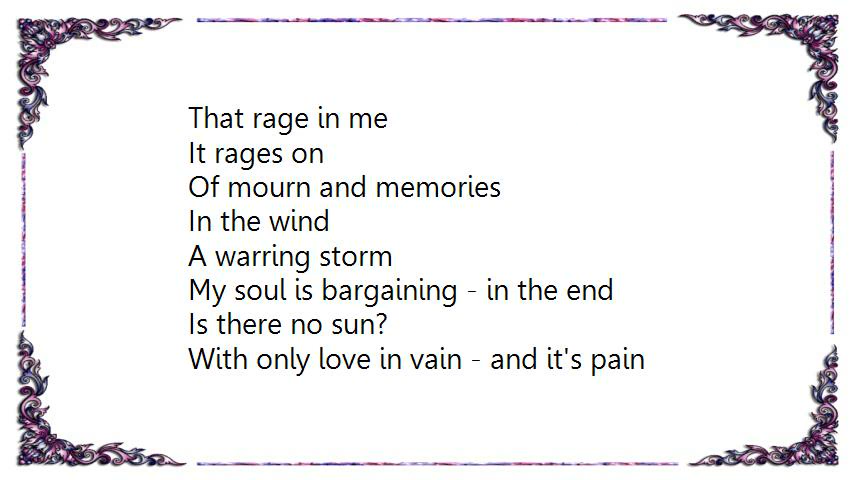 That rage in me
It rages on
Of mourn and memories
In the wind
A warring storm
My soul is bargaining - in the end
Is there no sun?
With only love in vain - and it's pain